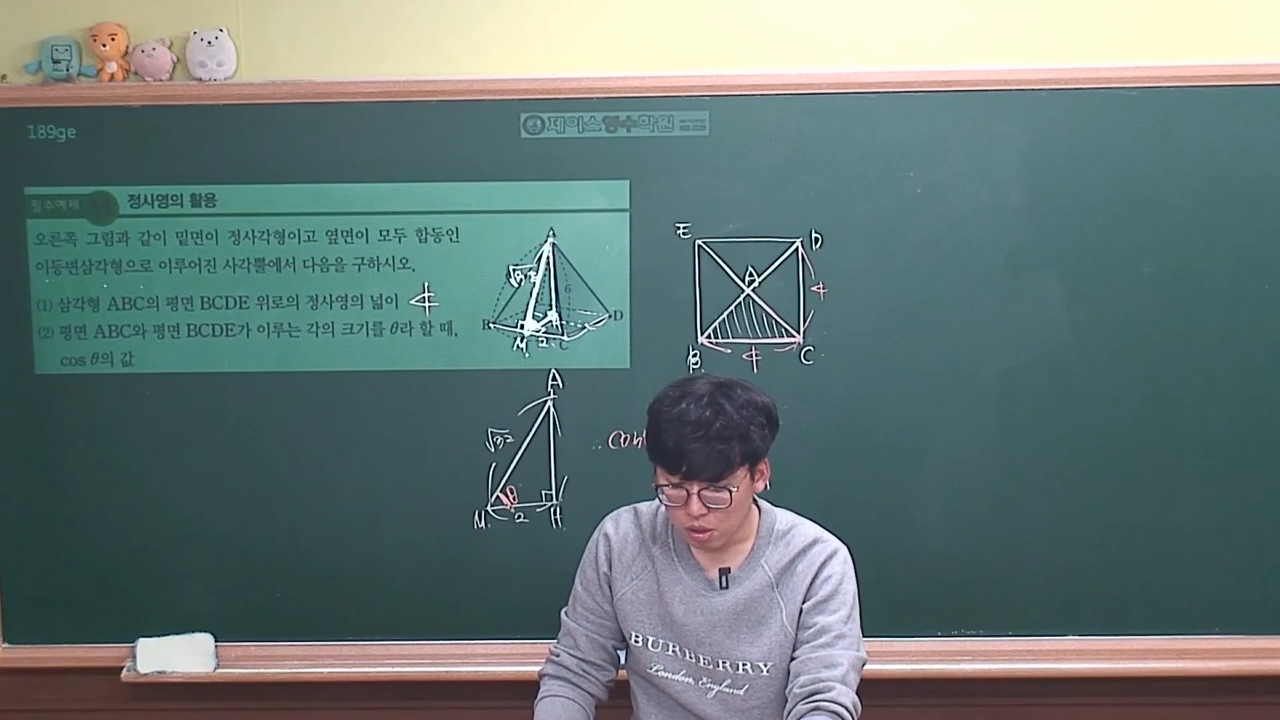 189ge
제이스영수학원
필수예제
정사영의 활용
오른쪽 그림과 같이 밑면이 정사각형이고 옆면이 모두 합동인
이등변삼각형으로 이루어진 사각뿔에서 다음을 구하시오.
(1) 삼각형 ABC의 평면 BCDE 위로의 정사영의 넓이 4
(2) 평면 ABC와 평면 BCDE가 이루는 각의 크기를 θ라 할 때,
cos θ의 값
A
6
B
D
M
2
C
E D
A
4
B 4 C
A
√32
θ
M 2 H
∴ cos
BURBERRY
London, England